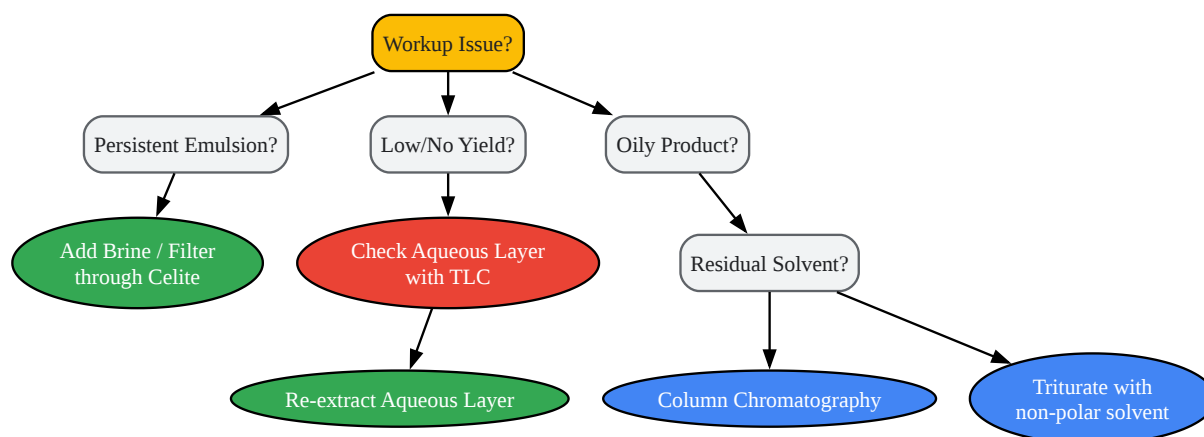 Workup Issue?
Persistent Emulsion?
Low/No Yield?
Oily Product?
Add Brine / Filter
through Celite
Check Aqueous Layer
with TLC
Residual Solvent?
Re-extract Aqueous Layer
Column Chromatography
Triturate with
non-polar solvent